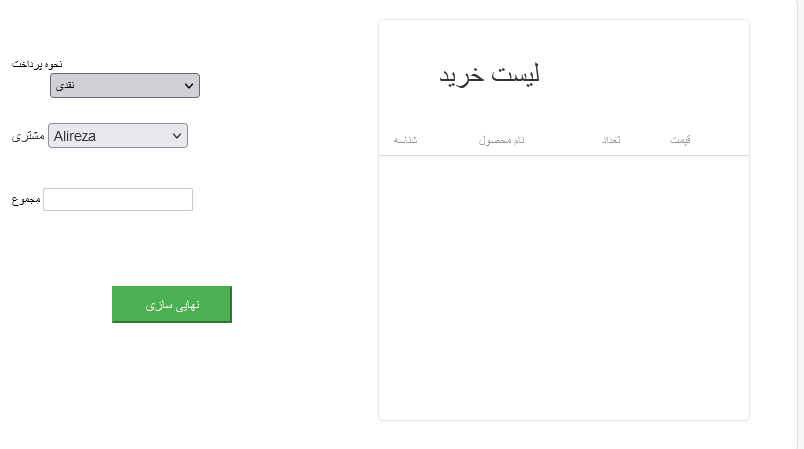 نحوه پرداخت
نقدی
مشتری Alireza
مجموع
نهایی سازی
لیست خرید
شناسه نام محصول تعداد قیمت